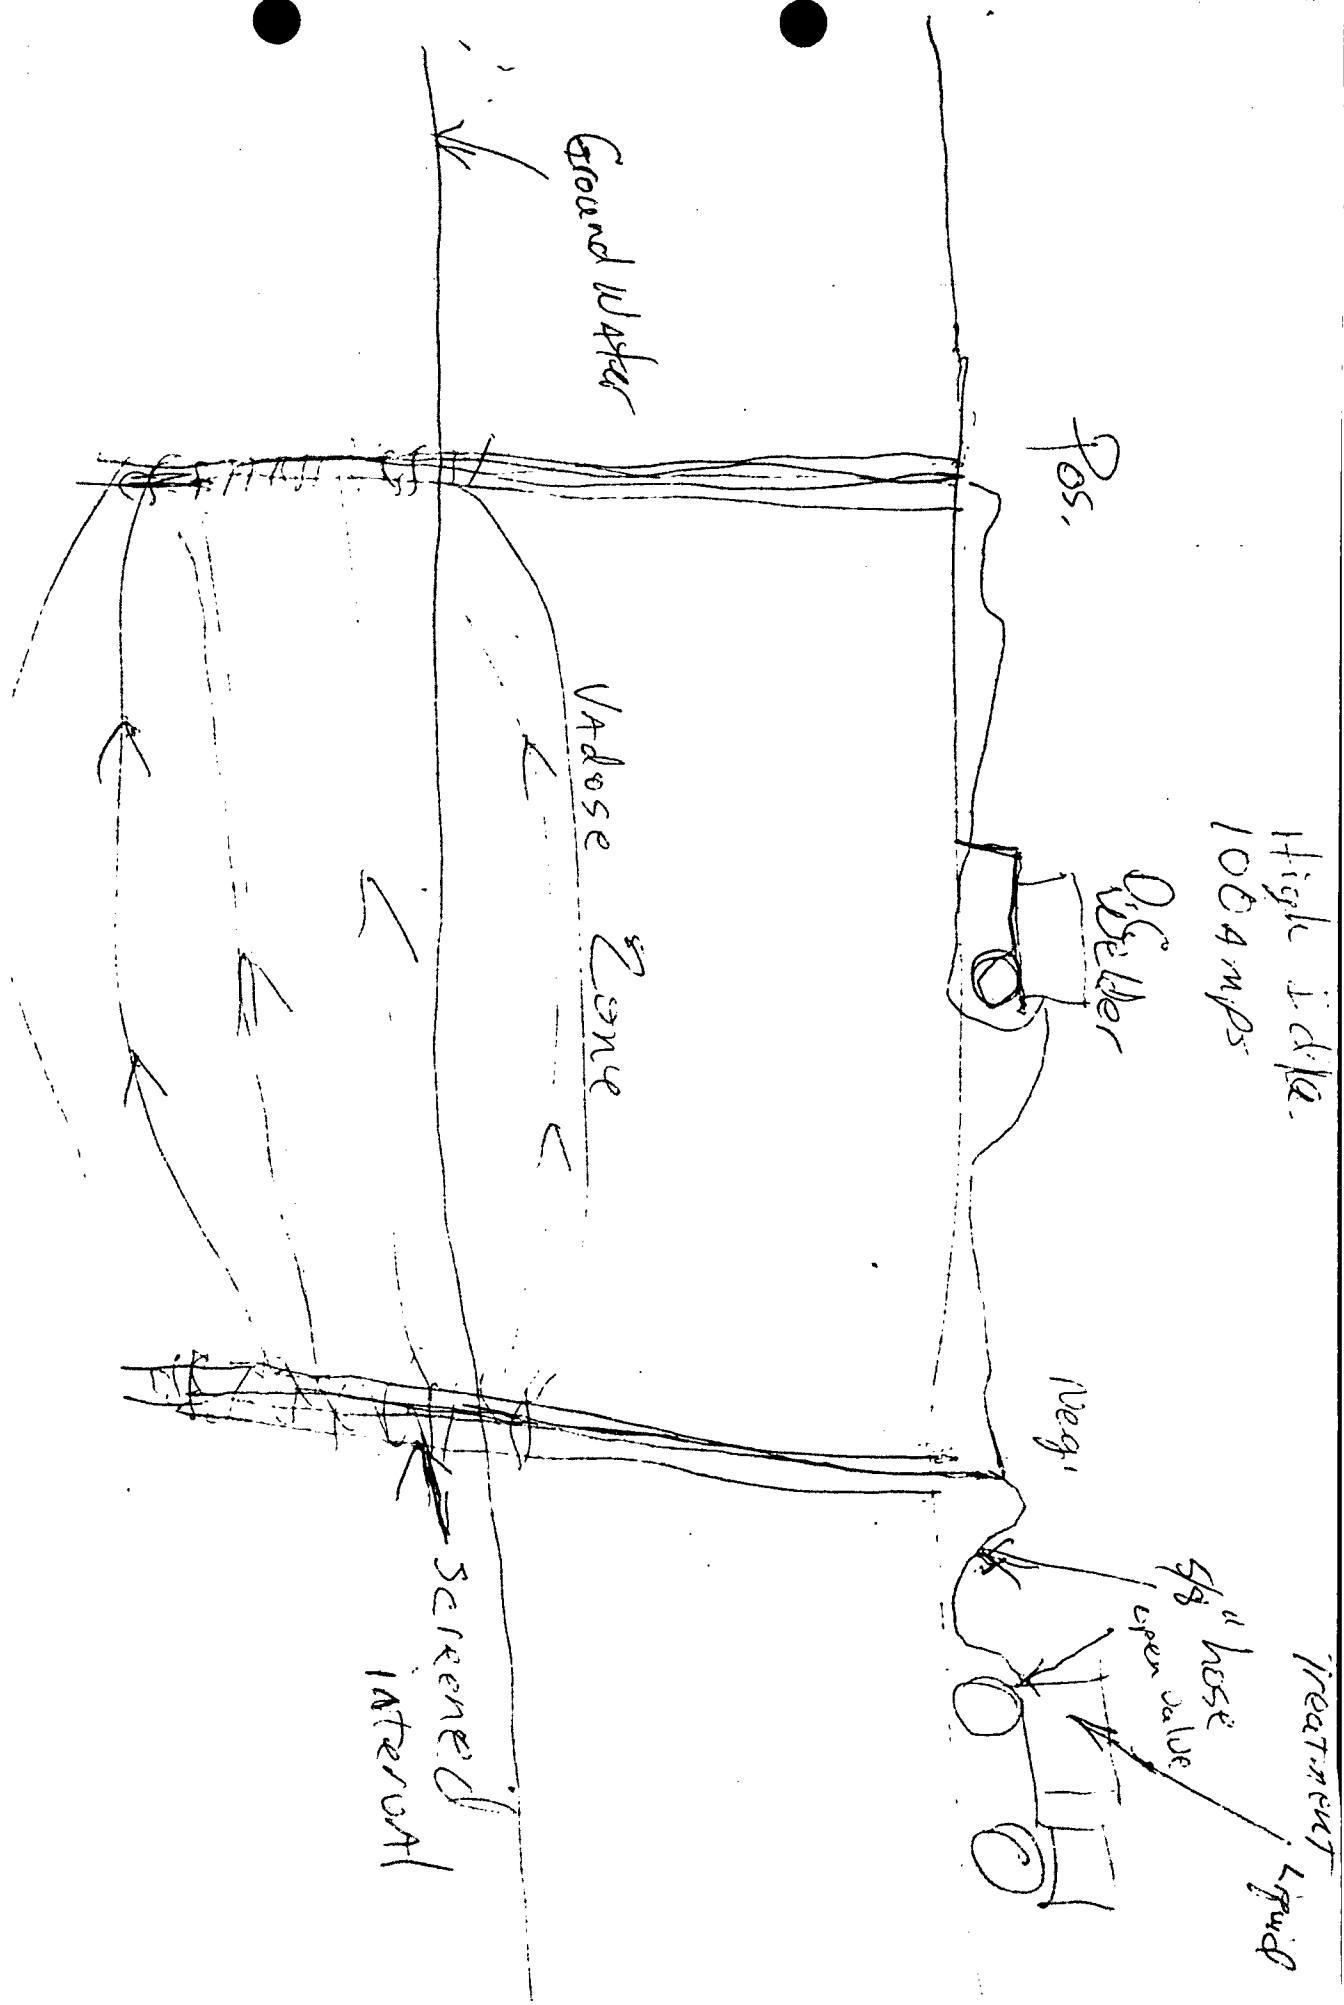 High idle.
100 Amps
DC
Welder
Pos.
Neg.
5/8" hose
open valve
Treatment
Liquid
Ground Water
VAdose Zone
Screened
Interval